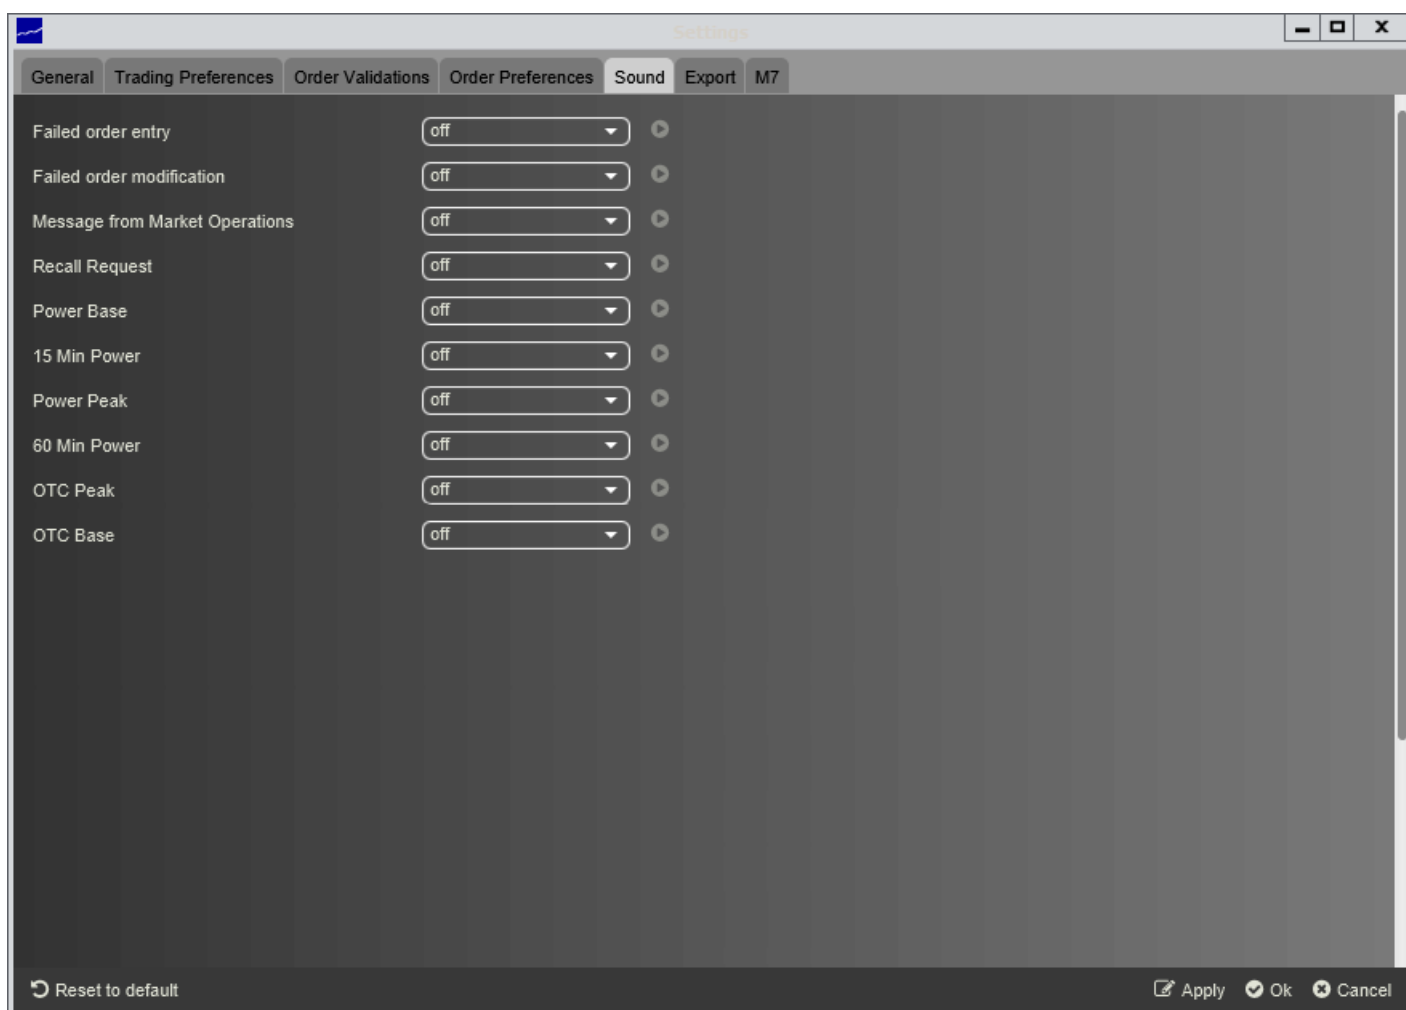 Settings
General Trading Preferences Order Validations Order Preferences Sound Export M7
Failed order entry off
Failed order modification off
Message from Market Operations off
Recall Request off
Power Base off
15 Min Power off
Power Peak off
60 Min Power off
OTC Peak off
OTC Base off
Reset to default Apply Ok Cancel